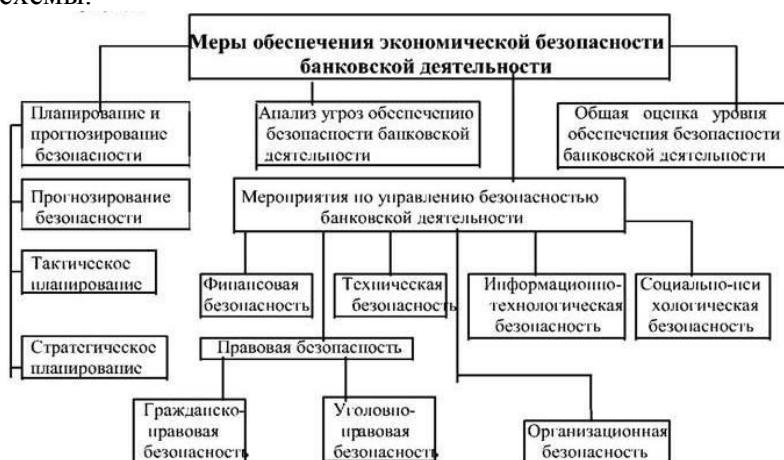 схемы.
Меры обеспечения экономической безопасности
банковской деятельности
Планирование и
прогнозирование
безопасности
Анализ угроз обеспечению
безопасности банковской
деятельности
Общая оценка уровня
обеспечения безопасности
банковской деятельности
Прогнозирование
безопасности
Мероприятия по управлению безопасностью
банковской деятельности
Тактическое
планирование
Финансовая
безопасность
Техническая
безопасность
Информационно-
технологическая
безопасность
Социально-пси
хологическая
безопасность
Стратегическое
планирование
Правовая безопасность
Гражданско-
правовая
безопасность
Уголовно-
правовая
безопасность
Организационная
безопасность